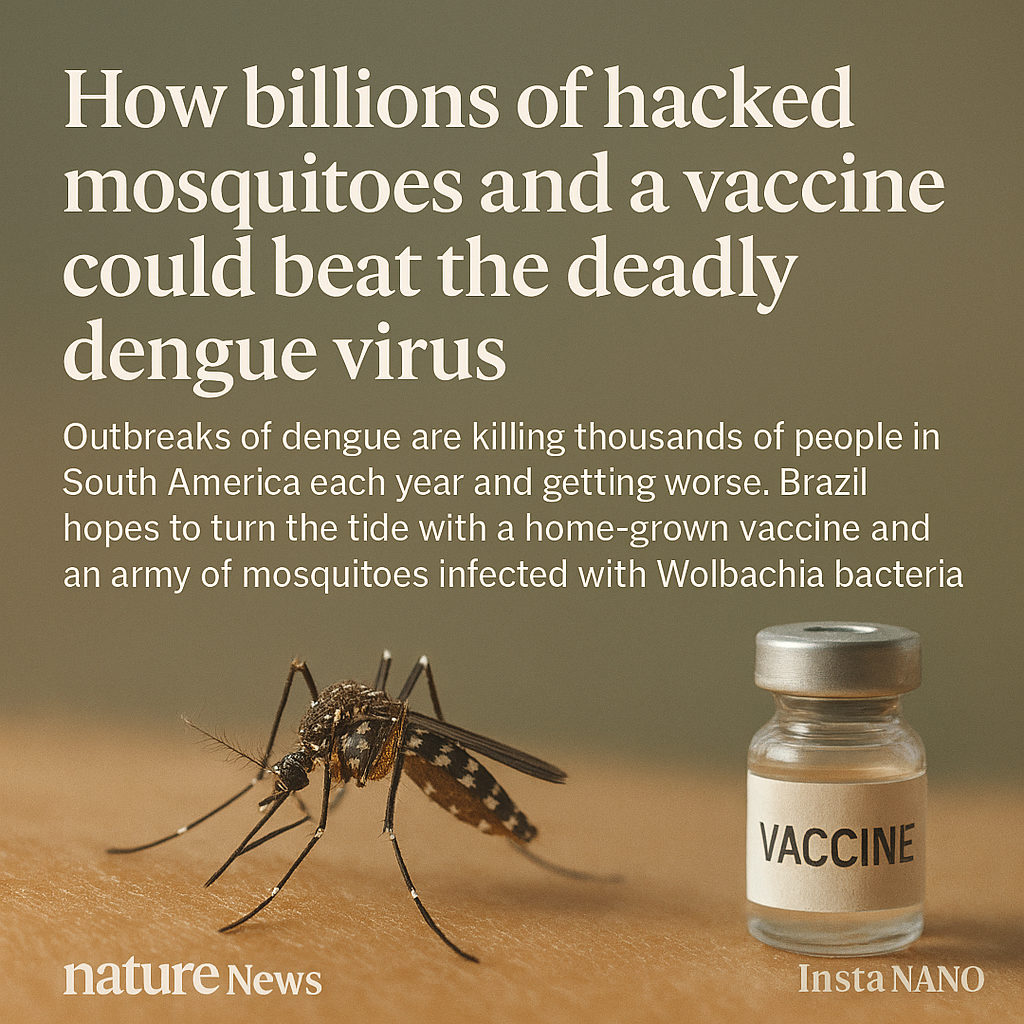 How billions of hacked
mosquitoes and a vaccine
could beat the deadly
dengue virus
Outbreaks of dengue are killing thousands of people in
South America each year and getting worse. Brazil
hopes to turn the tide with a home-grown vaccine and
an army of mosquitoes infected with Wolbachia bacteria
VACCINE
nature News
Insta NANO